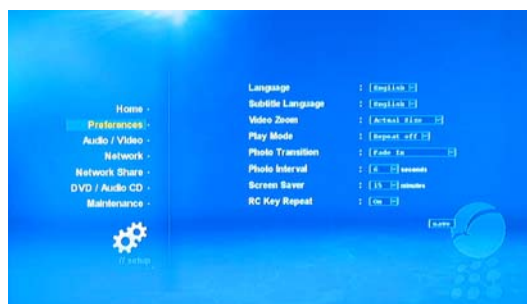 Home
Preferences
Audio / Video
Network
Network Share
DVD / Audio CD
Maintenance
// setup
Language : English
Subtitle Language : English
Video Zoom : Actual Size
Play Mode : Repeat off
Photo Transition : Fade In
Photo Interval : 6 seconds
Screen Saver : 15 minutes
RC Key Repeat : On
save